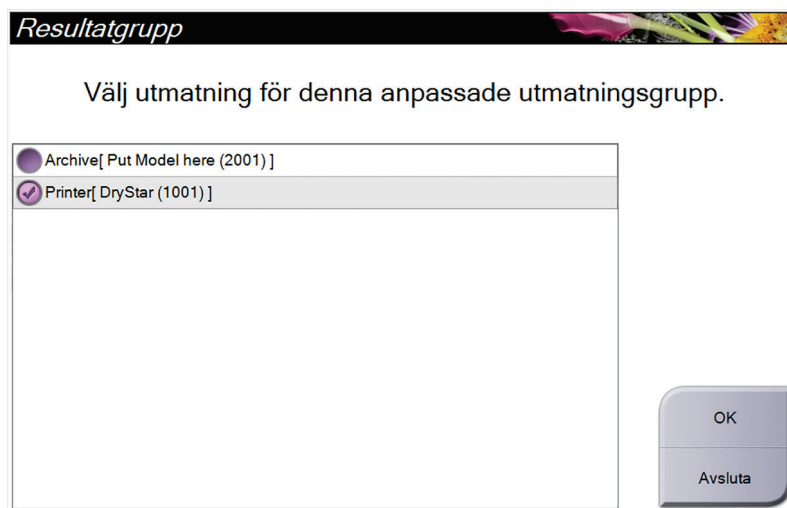 Resultatgrupp
Välj utmatning för denna anpassade utmatningsgrupp.
Archive[ Put Model here (2001) ]
Printer[ DryStar (1001) ]
OK
Avsluta